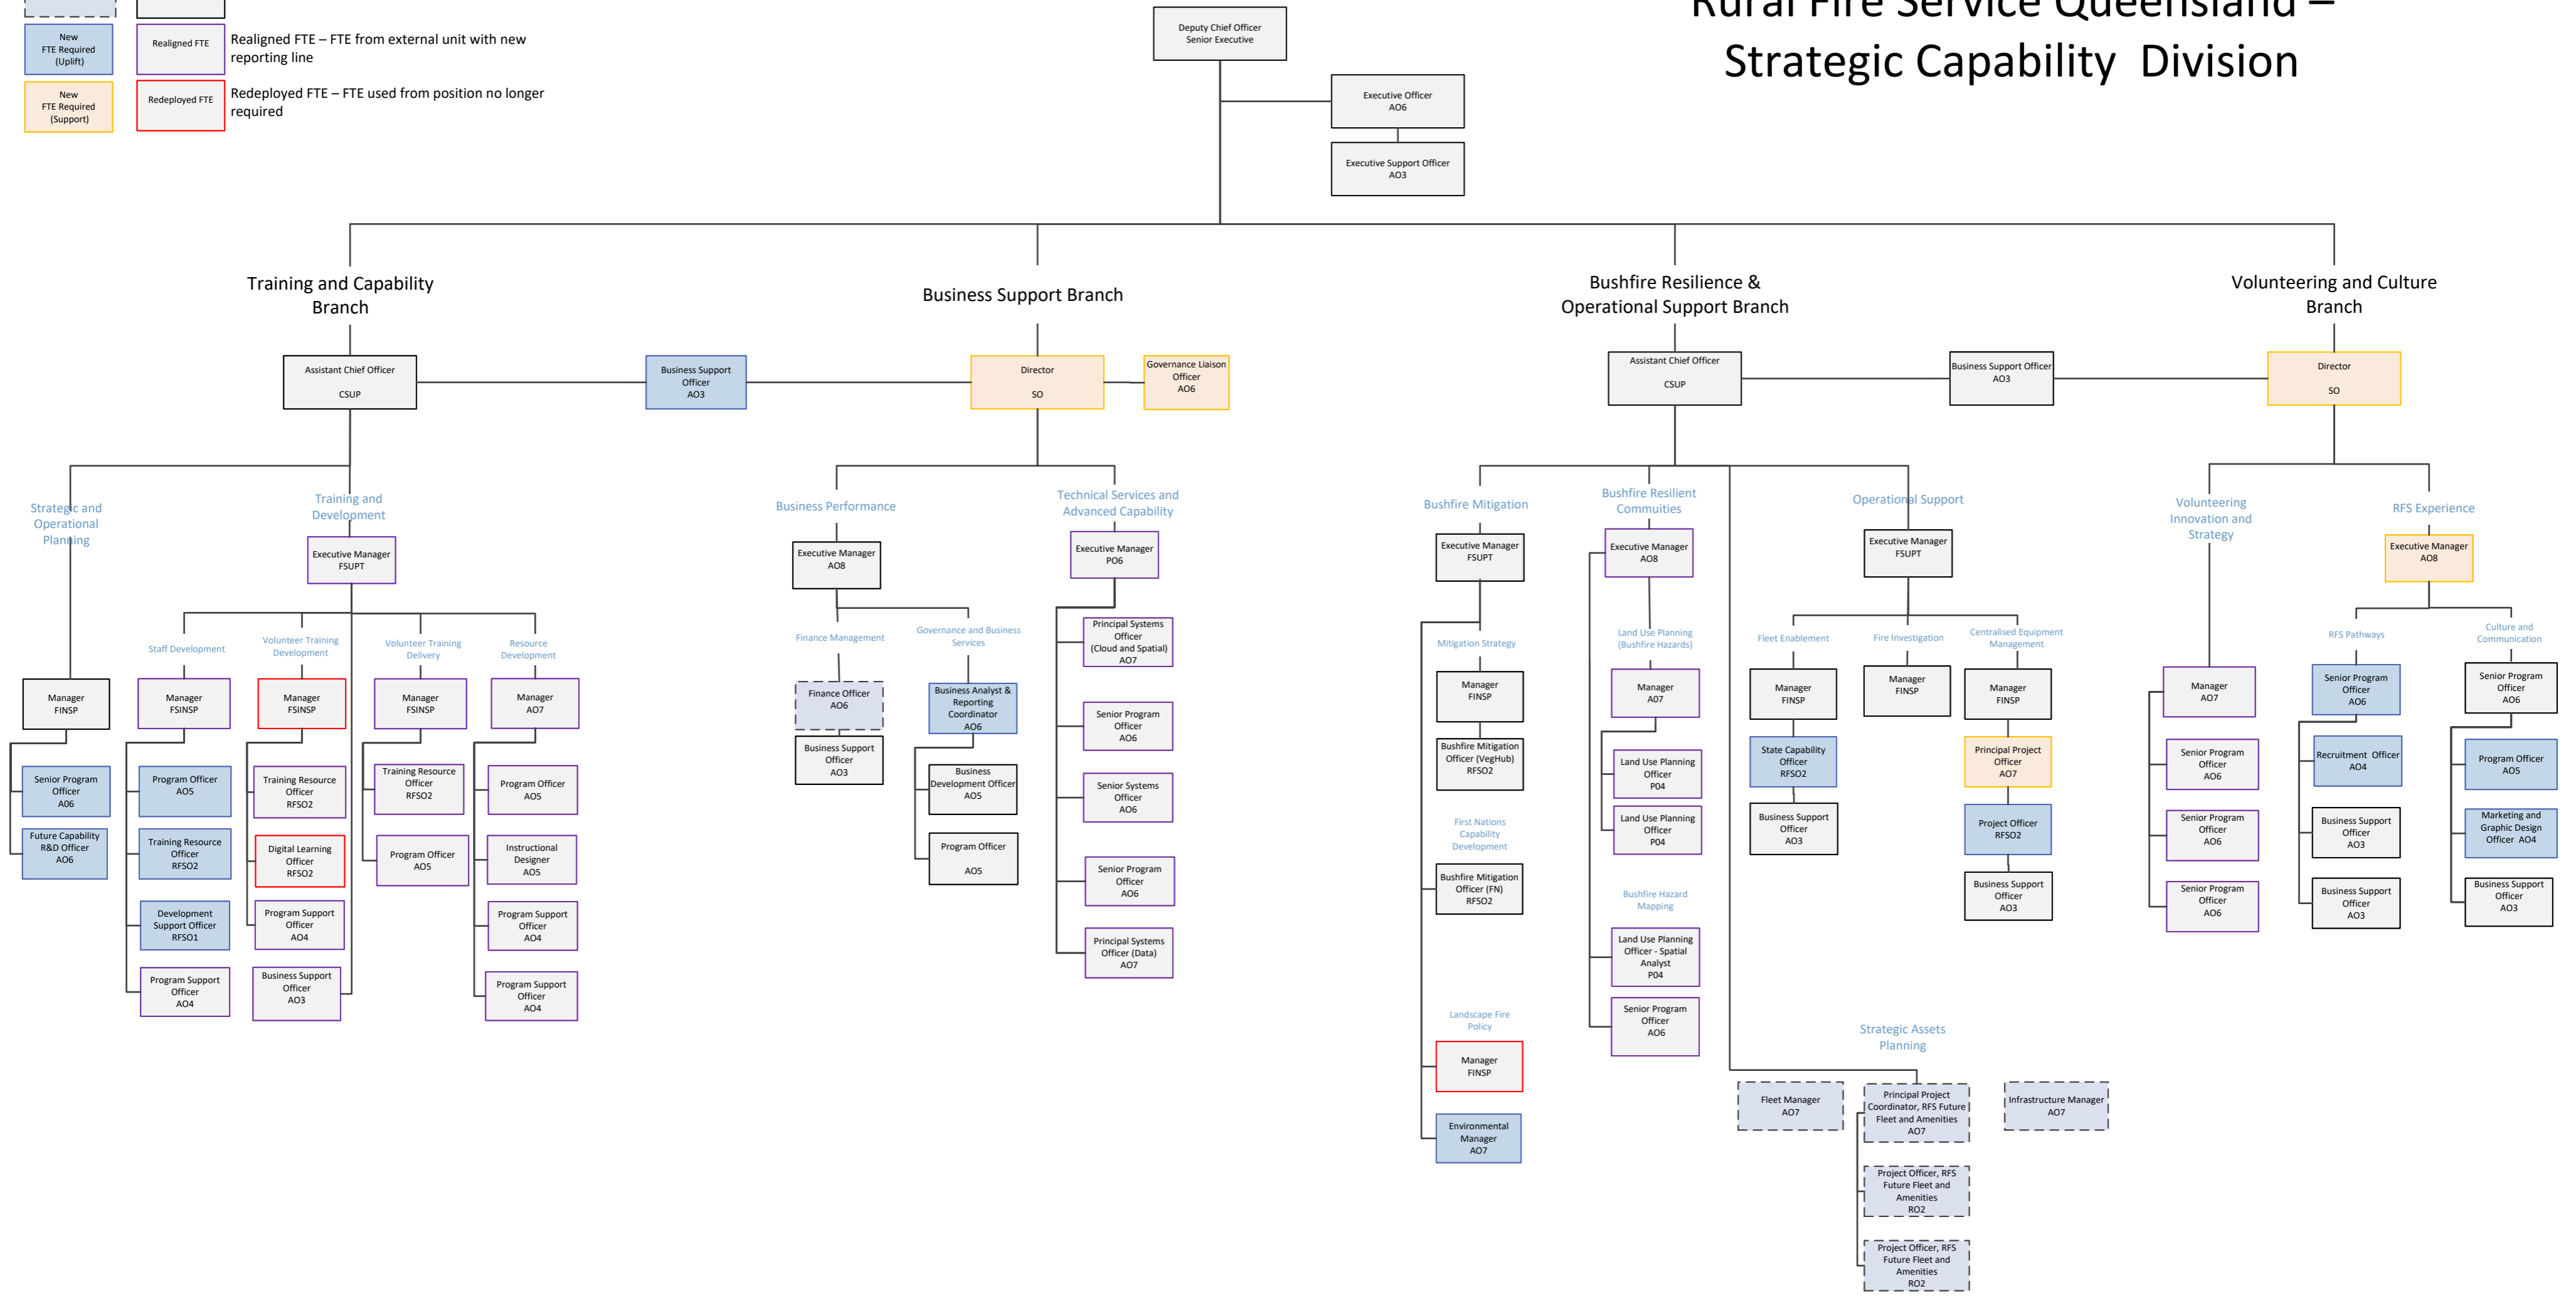 Rural Fire Service Queensland –
Strategic Capability Division
New
FTE Required
(Uplift)
Realigned FTE
Realigned FTE – FTE from external unit with new
reporting line
New
FTE Required
(Support)
Redeployed FTE
Redeployed FTE – FTE used from position no longer
required
Deputy Chief Officer
Senior Executive
Executive Officer
AO6
Executive Support Officer
AO3
Training and Capability
Branch
Business Support Branch
Bushfire Resilience &
Operational Support Branch
Volunteering and Culture
Branch
Assistant Chief Officer
CSUP
Business Support
Officer
AO3
Director
SO
Governance Liaison
Officer
AO6
Assistant Chief Officer
CSUP
Business Support Officer
AO3
Director
SO
Strategic and
Operational
Planning
Manager
FINSP
Senior Program
Officer
A06
Future Capability
R&D Officer
AO6
Training and
Development
Executive Manager
FSUPT
Staff Development
Manager
FSINSP
Program Officer
AO5
Training Resource
Officer
RFSO2
Development
Support Officer
RFSO1
Program Support
Officer
AO4
Volunteer Training
Development
Manager
FSINSP
Training Resource
Officer
RFSO2
Digital Learning
Officer
RFSO2
Program Support
Officer
AO4
Business Support
Officer
AO3
Volunteer Training
Delivery
Manager
FSINSP
Training Resource
Officer
RFSO2
Program Officer
AO5
Resource
Development
Manager
AO7
Program Officer
AO5
Instructional
Designer
AO5
Program Support
Officer
AO4
Program Support
Officer
AO4
Business Performance
Executive Manager
AO8
Finance Management
Finance Officer
AO6
Business Support
Officer
AO3
Governance and Business
Services
Business Analyst &
Reporting
Coordinator
AO6
Business
Development Officer
AO5
Program Officer
AO5
Technical Services and
Advanced Capability
Executive Manager
PO6
Principal Systems
Officer
(Cloud and Spatial)
AO7
Senior Program
Officer
AO6
Senior Systems
Officer
AO6
Senior Program
Officer
AO6
Principal Systems
Officer (Data)
AO7
Bushfire Mitigation
Executive Manager
FSUPT
Mitigation Strategy
Manager
FINSP
Bushfire Mitigation
Officer (VegHub)
RFSO2
First Nations
Capability
Development
Bushfire Mitigation
Officer (FN)
RFSO2
Landscape Fire
Policy
Manager
FINSP
Environmental
Manager
AO7
Bushfire Resilient
Commuities
Executive Manager
AO8
Land Use Planning
(Bushfire Hazards)
Manager
A07
Land Use Planning
Officer
P04
Land Use Planning
Officer
P04
Bushfire Hazard
Mapping
Land Use Planning
Officer - Spatial
Analyst
P04
Senior Program
Officer
AO6
Operational Support
Executive Manager
FSUPT
Fleet Enablement
Manager
FINSP
State Capability
Officer
RFSO2
Business Support
Officer
AO3
Fire Investigation
Manager
FINSP
Centralised Equipment
Management
Manager
FINSP
Principal Project
Officer
AO7
Project Officer
RFSO2
Business Support
Officer
AO3
Strategic Assets
Planning
Fleet Manager
AO7
Principal Project
Coordinator, RFS Future
Fleet and Amenities
AO7
Infrastructure Manager
AO7
Project Officer, RFS
Future Fleet and
Amenities
RO2
Project Officer, RFS
Future Fleet and
Amenities
RO2
Volunteering
Innovation and
Strategy
Manager
AO7
Senior Program
Officer
AO6
Senior Program
Officer
AO6
Senior Program
Officer
AO6
RFS Experience
Executive Manager
AO8
RFS Pathways
Senior Program
Officer
AO6
Recruitment Officer
AO4
Business Support
Officer
AO3
Business Support
Officer
AO3
Culture and
Communication
Senior Program
Officer
AO6
Program Officer
AO5
Marketing and
Graphic Design
Officer AO4
Business Support
Officer
AO3